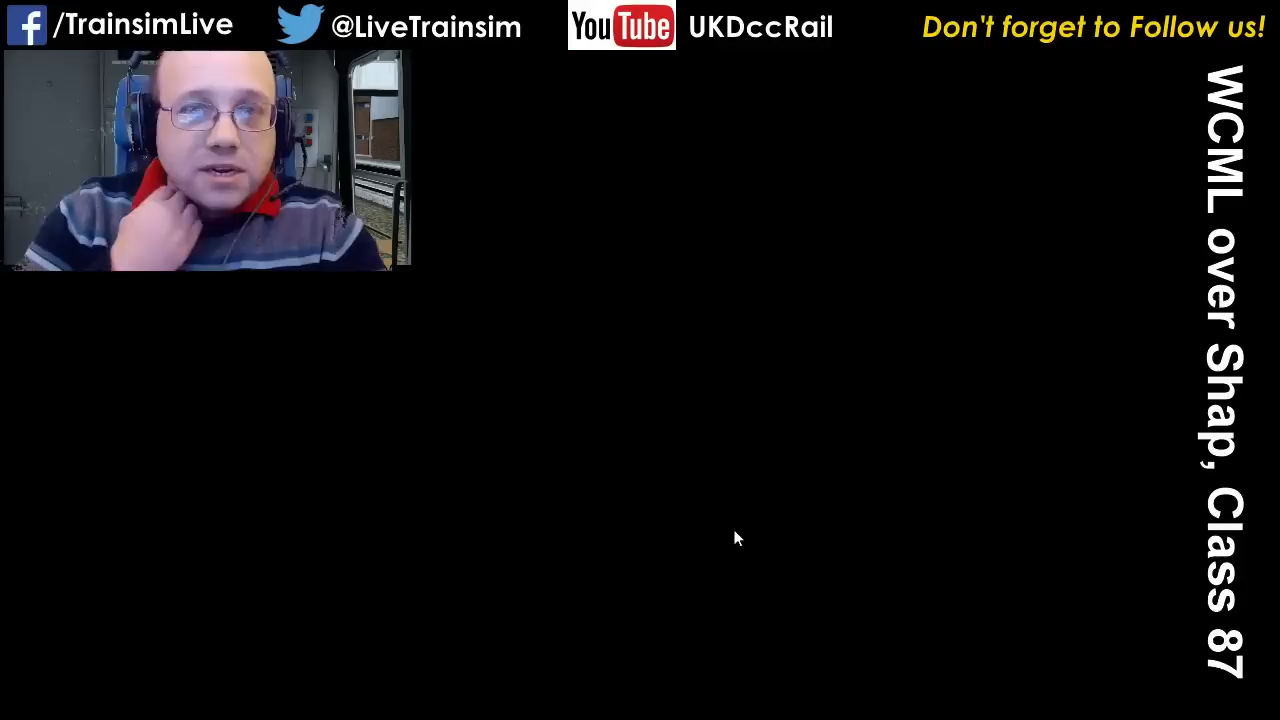 /TrainsimLive
@LiveTrainsim
YouTube
UKDccRail
Don't forget to Follow us!
WCML over Shap, Class 87